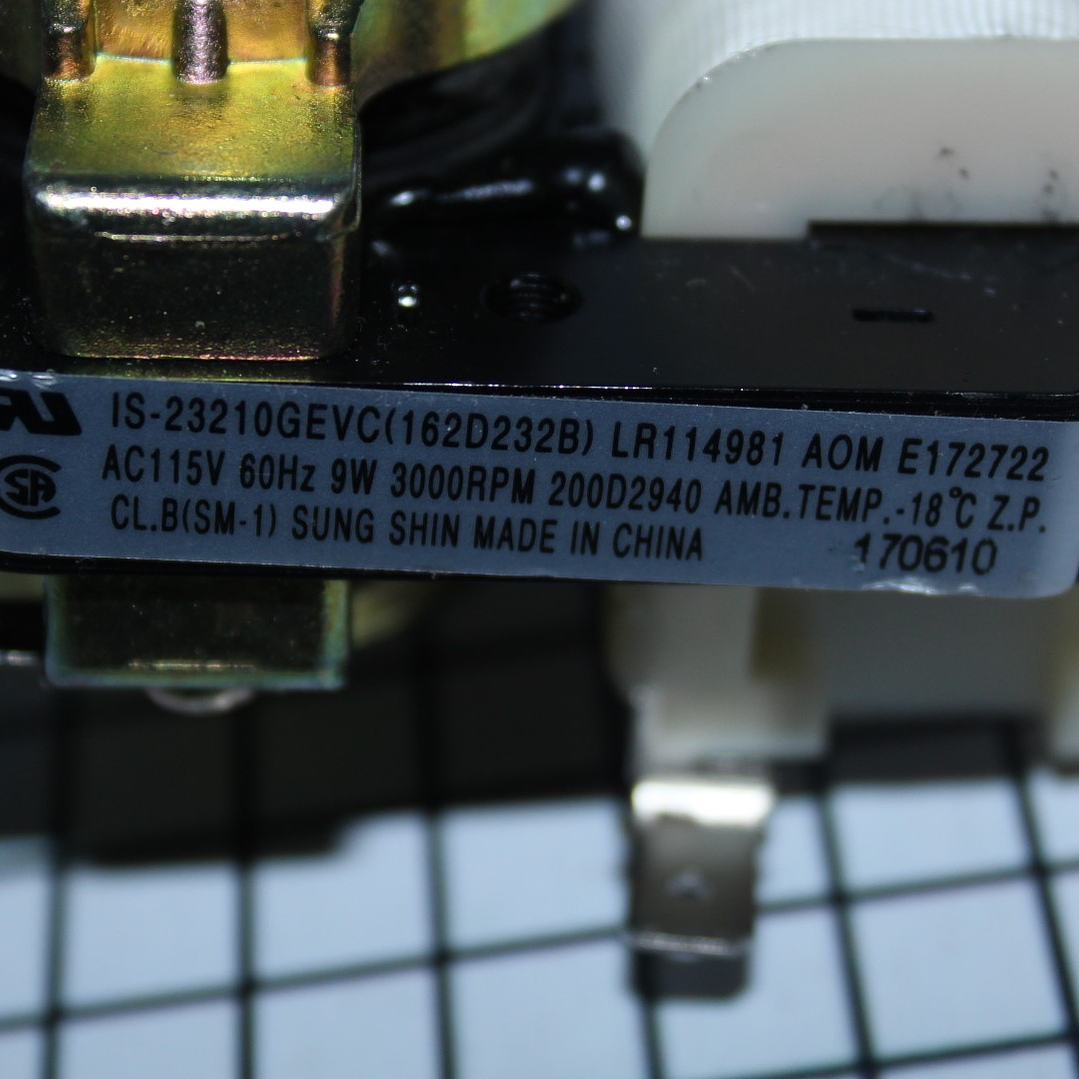 IS-23210GEVC(162D232B) LR114981 AOM E172722
AC115V 60Hz 9W 3000RPM 200D2940 AMB.TEMP.-18℃ Z.P.
CL.B(SM-1) SUNG SHIN MADE IN CHINA 170610